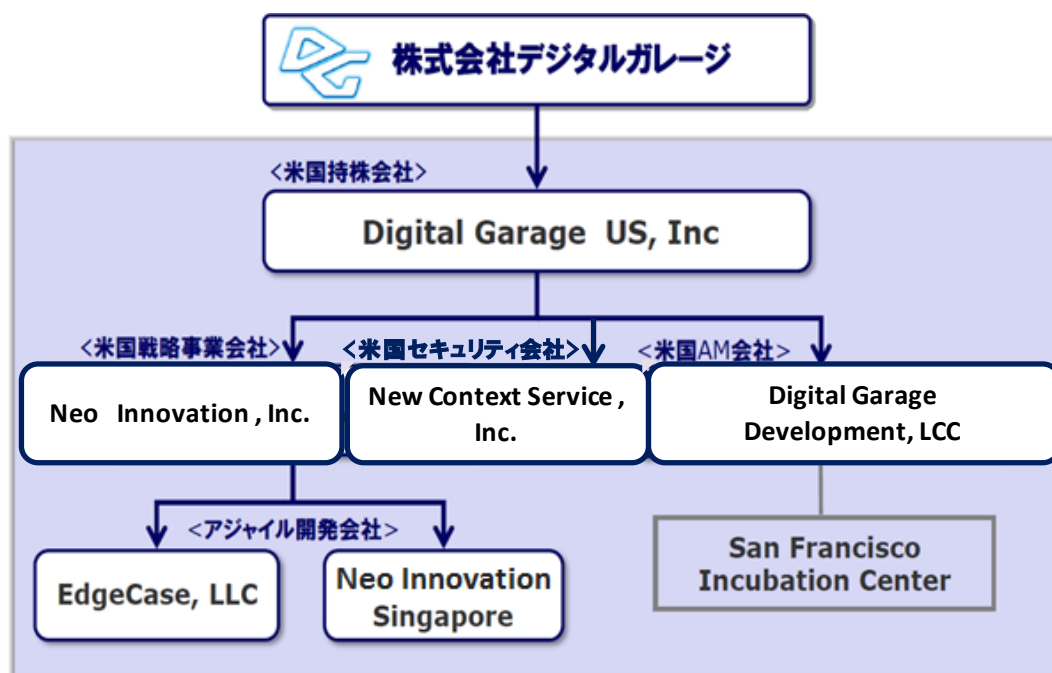 DG 株式会社デジタルガレージ
<米国持株会社>
Digital Garage US, Inc
<米国戦略事業会社>
<米国セキュリティ会社>
<米国AM会社>
Neo Innovation , Inc.
New Context Service ,
Inc.
Digital Garage
Development, LCC
<アジャイル開発会社>
EdgeCase, LLC
Neo Innovation
Singapore
San Francisco
Incubation Center